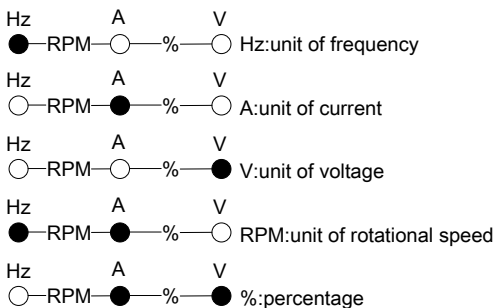 Hz A V
RPM % Hz:unit of frequency
Hz A V
RPM % A:unit of current
Hz A V
RPM % V:unit of voltage
Hz A V
RPM % RPM:unit of rotational speed
Hz A V
RPM % %:percentage